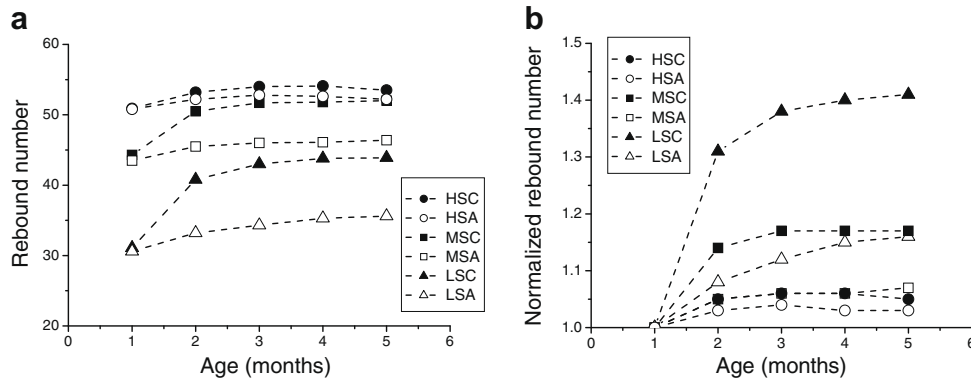 a
60
50
40
30
20
0
1
2
3
4
5
6
Rebound number
Age (months)
HSC
HSA
MSC
MSA
LSC
LSA
b
1.5
1.4
1.3
1.2
1.1
1.0
0
1
2
3
4
5
6
Normalized rebound number
Age (months)
HSC
HSA
MSC
MSA
LSC
LSA